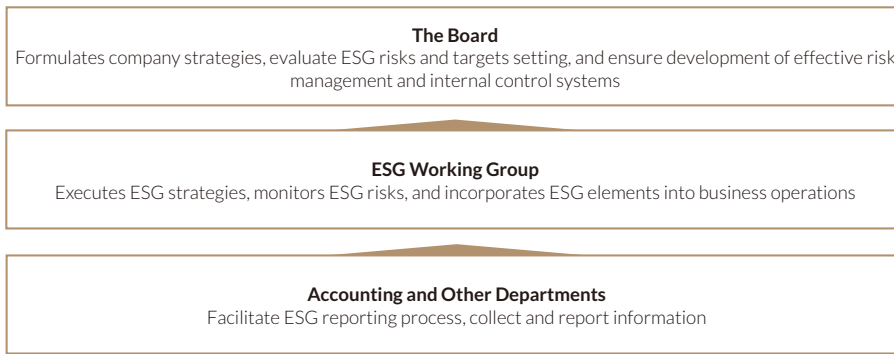 The Board
Formulates company strategies, evaluate ESG risks and targets setting, and ensure development of effective risk
management and internal control systems
ESG Working Group
Executes ESG strategies, monitors ESG risks, and incorporates ESG elements into business operations
Accounting and Other Departments
Facilitate ESG reporting process, collect and report information